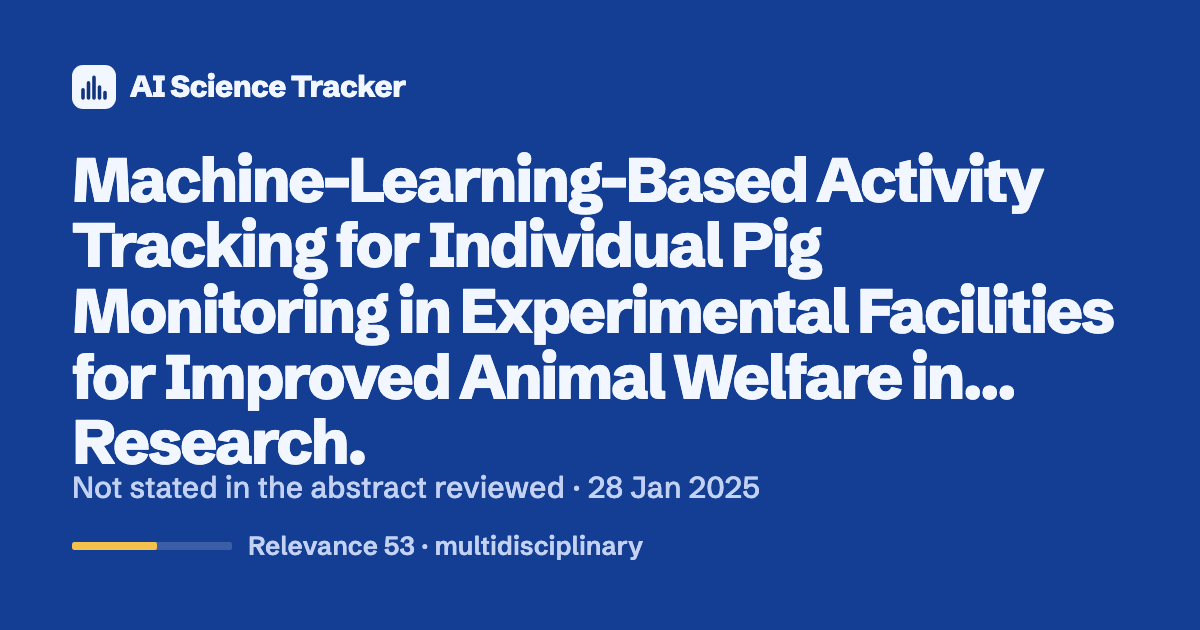 AI Science Tracker
Machine-Learning-Based Activity
Tracking for Individual Pig
Monitoring in Experimental Facilities
for Improved Animal Welfare in...
Research.
Not stated in the abstract reviewed · 28 Jan 2025
Relevance 53 · multidisciplinary